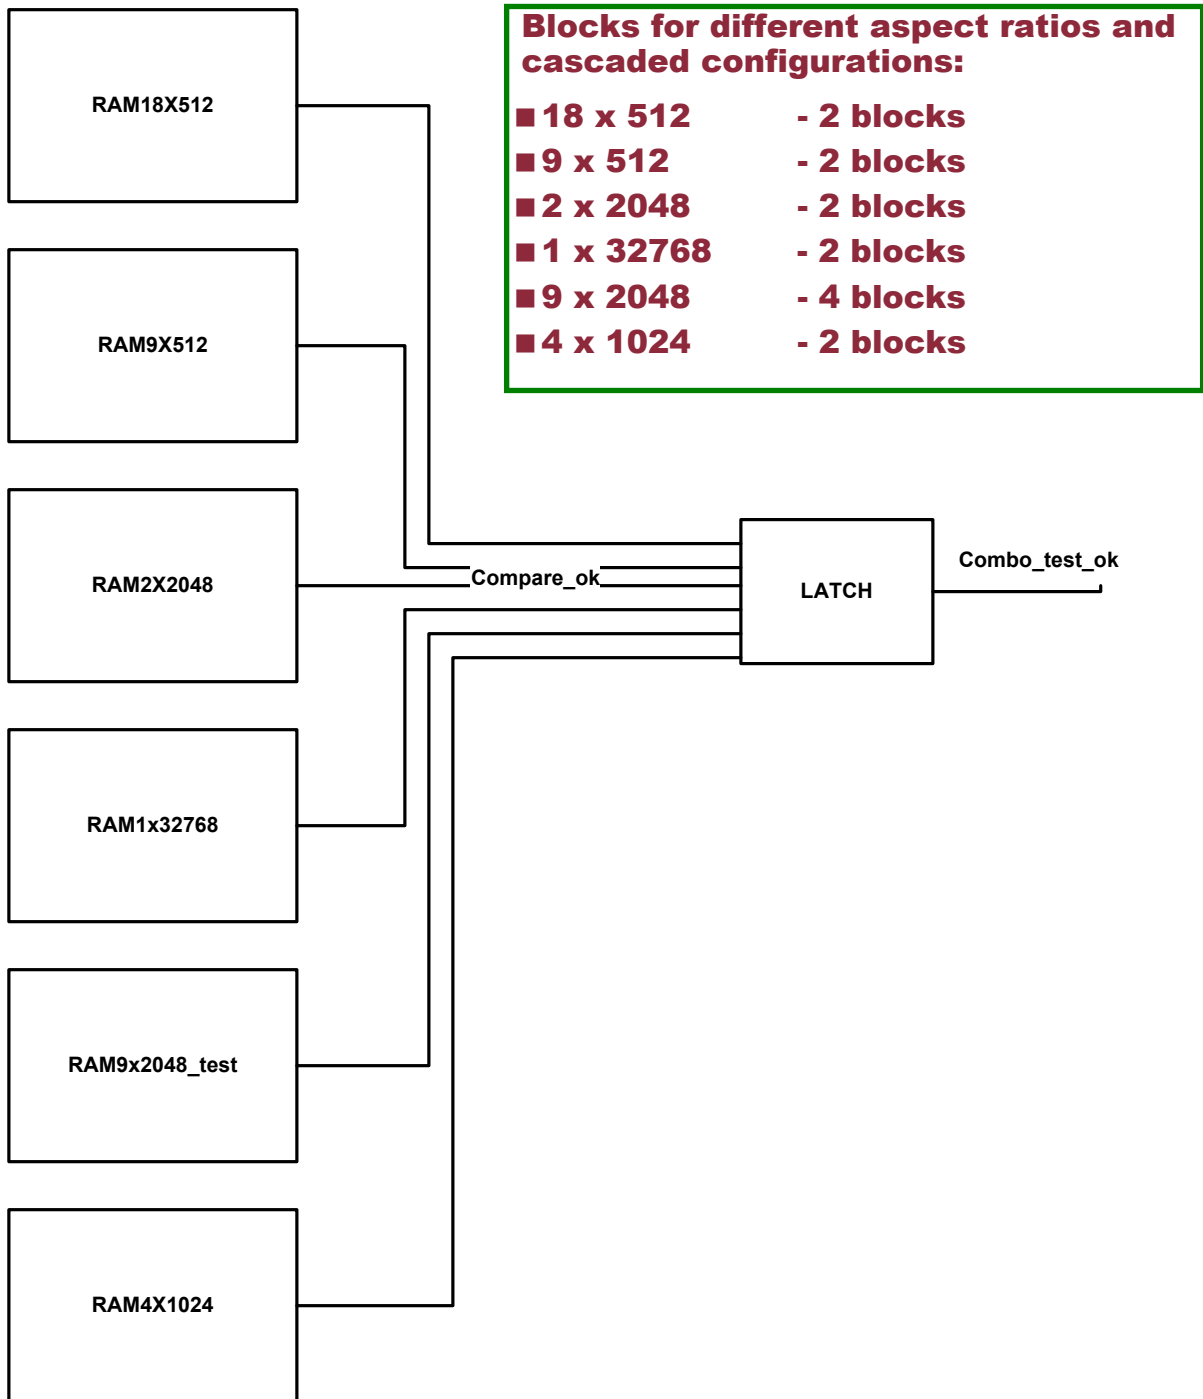 Blocks for different aspect ratios and
cascaded configurations:
■ 18 x 512 - 2 blocks
■ 9 x 512 - 2 blocks
■ 2 x 2048 - 2 blocks
■ 1 x 32768 - 2 blocks
■ 9 x 2048 - 4 blocks
■ 4 x 1024 - 2 blocks
RAM18X512
RAM9X512
RAM2X2048
RAM1x32768
RAM9x2048_test
RAM4X1024
Compare_ok
LATCH
Combo_test_ok